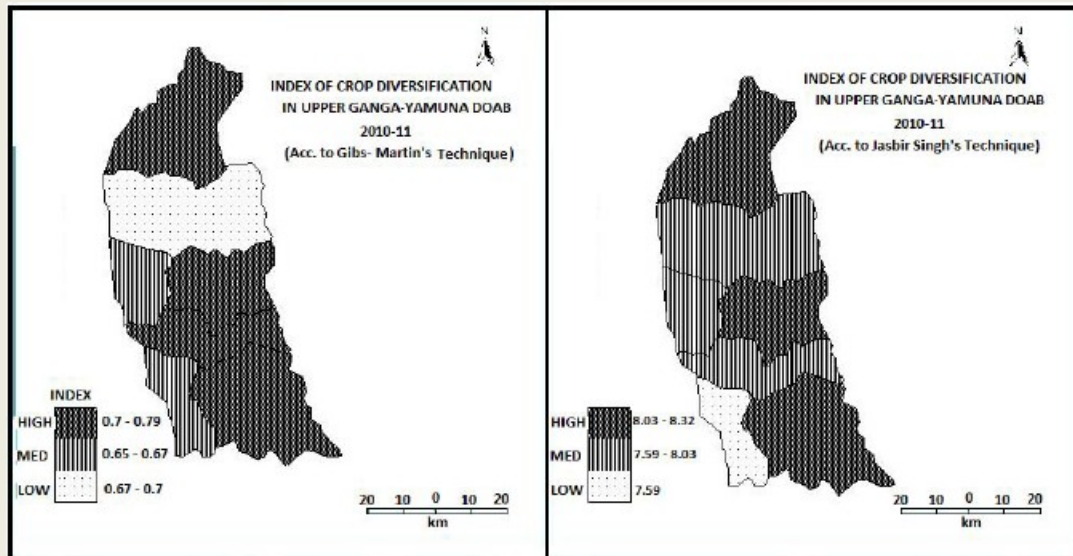 N
INDEX OF CROP DIVERSIFICATION
IN UPPER GANGA-YAMUNA DOAB
2010-11
(Acc. to Gibs- Martin's Technique)
INDEX
HIGH 0.7 - 0.79
MED 0.65 - 0.67
LOW 0.67 - 0.7
20 10 0 10 20
km
N
INDEX OF CROP DIVERSIFICATION
IN UPPER GANGA-YAMUNA DOAB
2010-11
(Acc. to Jasbir Singh's Technique)
HIGH 8.03 - 8.32
MED 7.59 - 8.03
LOW 7.59
20 10 0 10 20
km